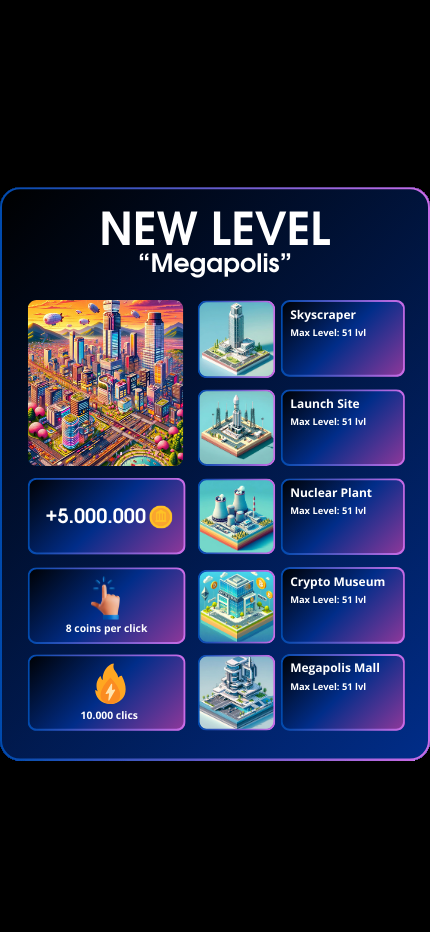 NEW LEVEL
“Megapolis”
Skyscraper
Max Level: 51 lvl
Launch Site
Max Level: 51 lvl
+5.000.000
Nuclear Plant
Max Level: 51 lvl
8 coins per click
Crypto Museum
Max Level: 51 lvl
10.000 clics
Megapolis Mall
Max Level: 51 lvl